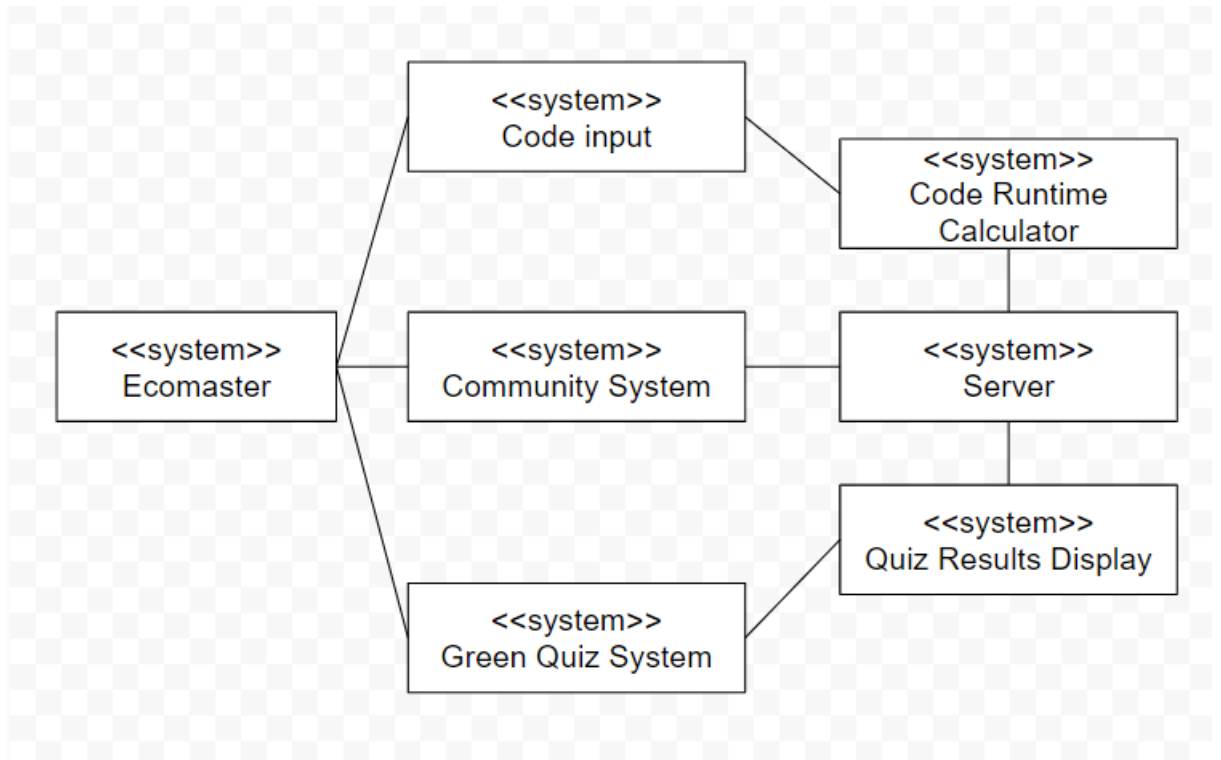 <<system>>
Code input
<<system>>
Code Runtime
Calculator
<<system>>
Ecomaster
<<system>>
Community System
<<system>>
Server
<<system>>
Quiz Results Display
<<system>>
Green Quiz System